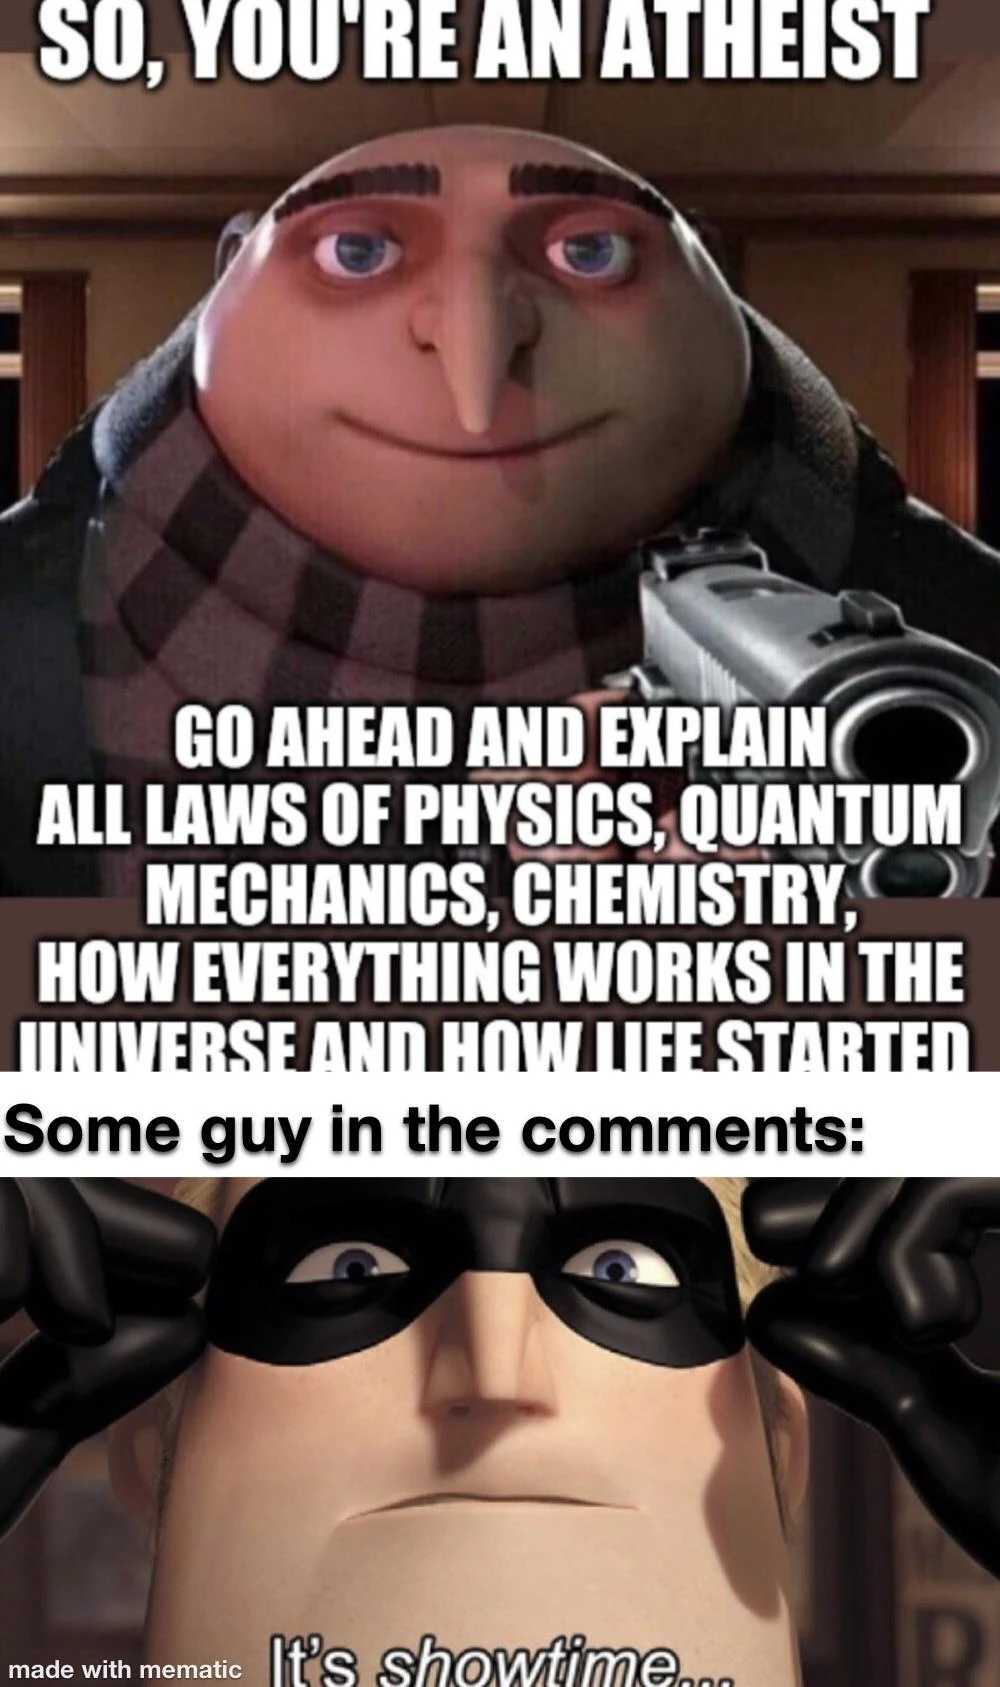 SO, YOU'RE AN ATHEIST
GO AHEAD AND EXPLAIN
ALL LAWS OF PHYSICS, QUANTUM
MECHANICS, CHEMISTRY,
HOW EVERYTHING WORKS IN THE
UNIVERSE AND HOW LIFE STARTED
Some guy in the comments:
It's showtime...
made with mematic